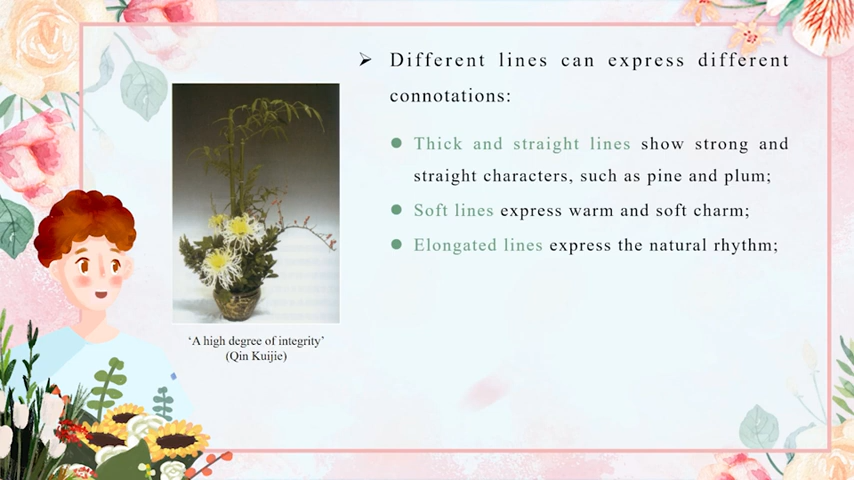 Different lines can express different
connotations:
Thick and straight lines show strong and
straight characters, such as pine and plum;
Soft lines express warm and soft charm;
Elongated lines express the natural rhythm;
‘A high degree of integrity’
(Qin Kuijie)